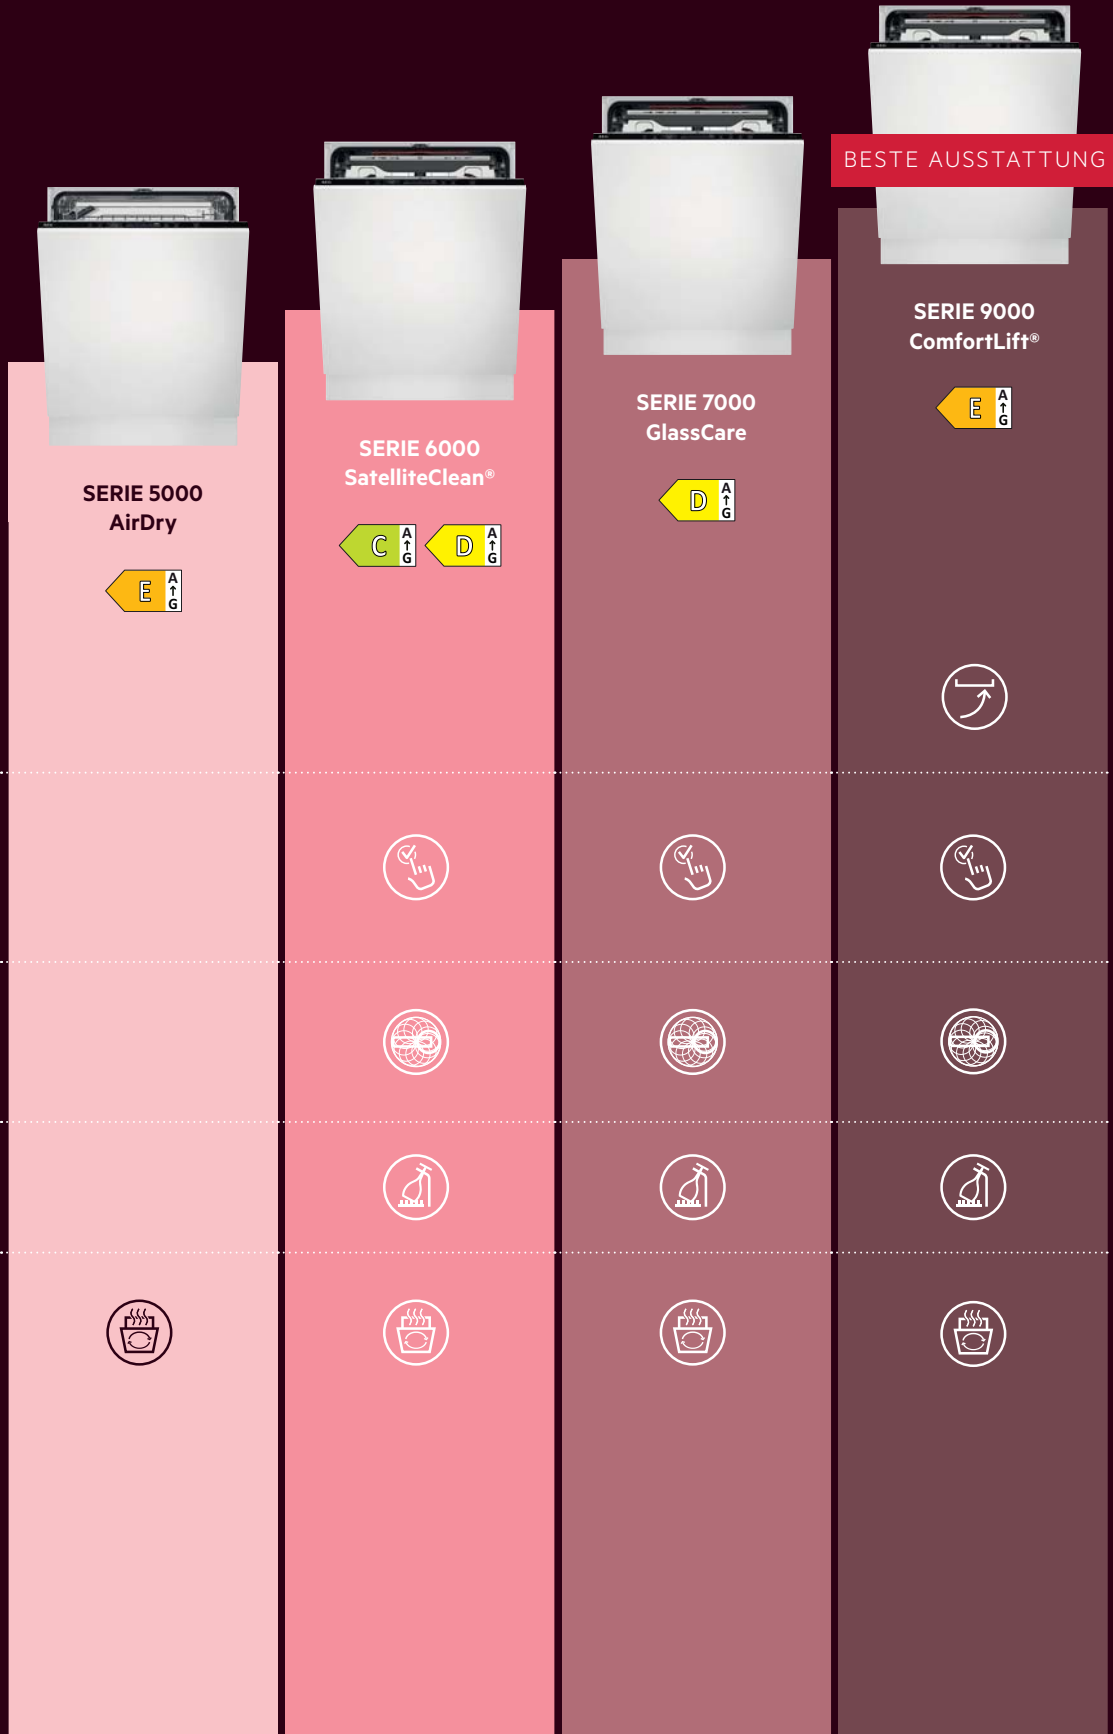 BESTE AUSSTATTUNG
SERIE 5000
AirDry
E
A
↑
G
SERIE 6000
SatelliteClean®
C
A
↑
G
D
A
↑
G
SERIE 7000
GlassCare
D
A
↑
G
SERIE 9000
ComfortLift®
E
A
↑
G